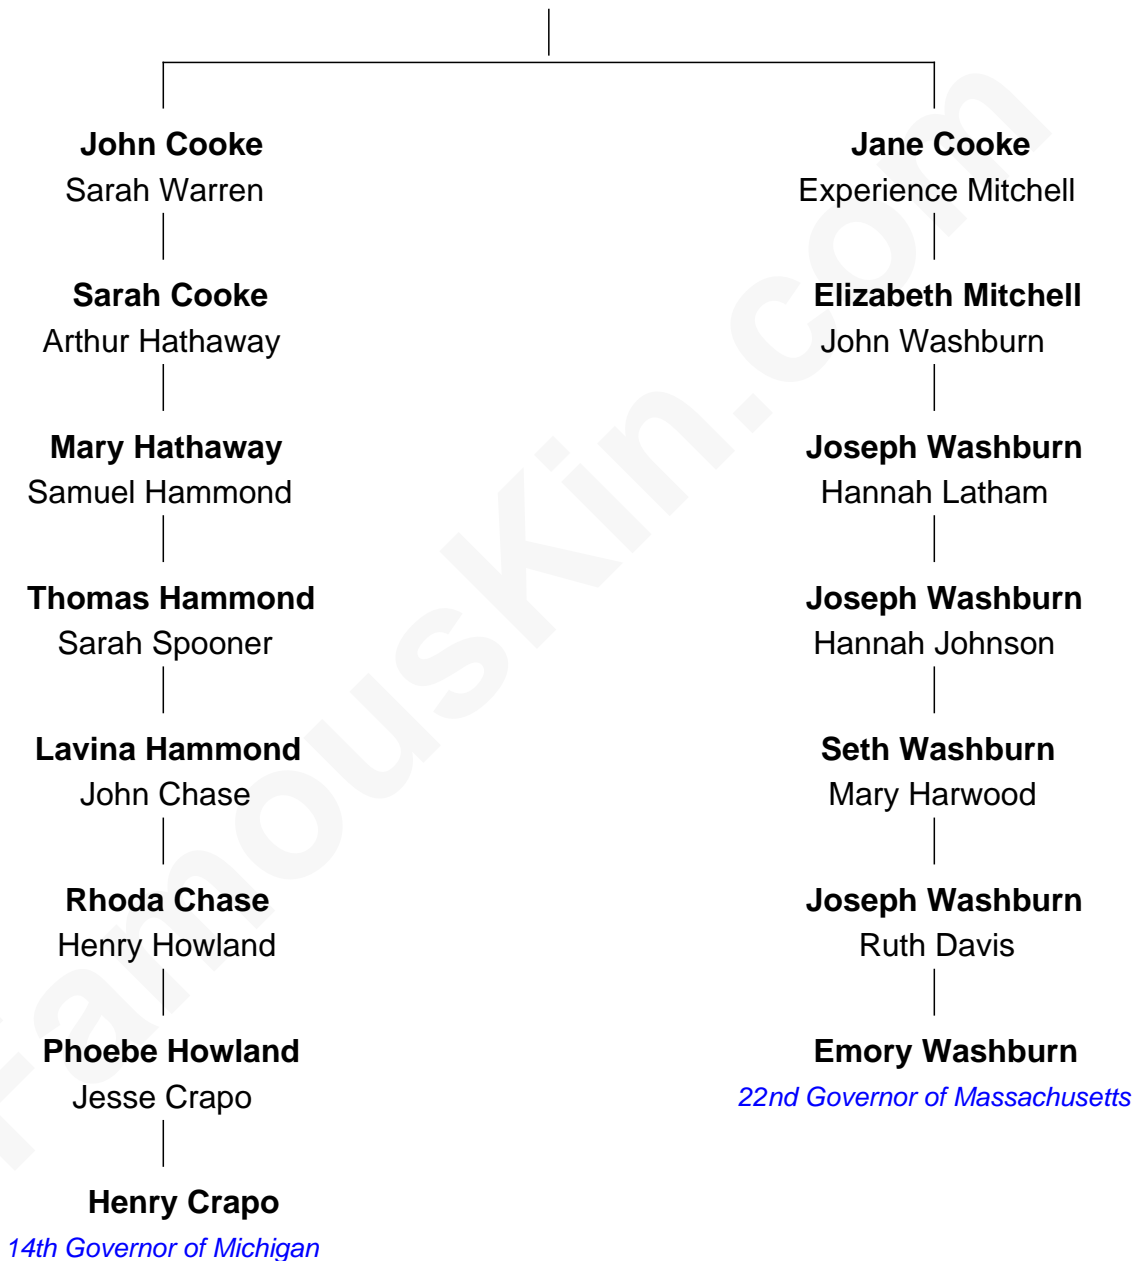 John Cooke
Sarah Warren
Sarah Cooke
Arthur Hathaway
Mary Hathaway
Samuel Hammond
Thomas Hammond
Sarah Spooner
Lavina Hammond
John Chase
Rhoda Chase
Henry Howland
Phoebe Howland
Jesse Crapo
Henry Crapo
14th Governor of Michigan
Jane Cooke
Experience Mitchell
Elizabeth Mitchell
John Washburn
Joseph Washburn
Hannah Latham
Joseph Washburn
Hannah Johnson
Seth Washburn
Mary Harwood
Joseph Washburn
Ruth Davis
Emory Washburn
22nd Governor of Massachusetts
FamousKin.com